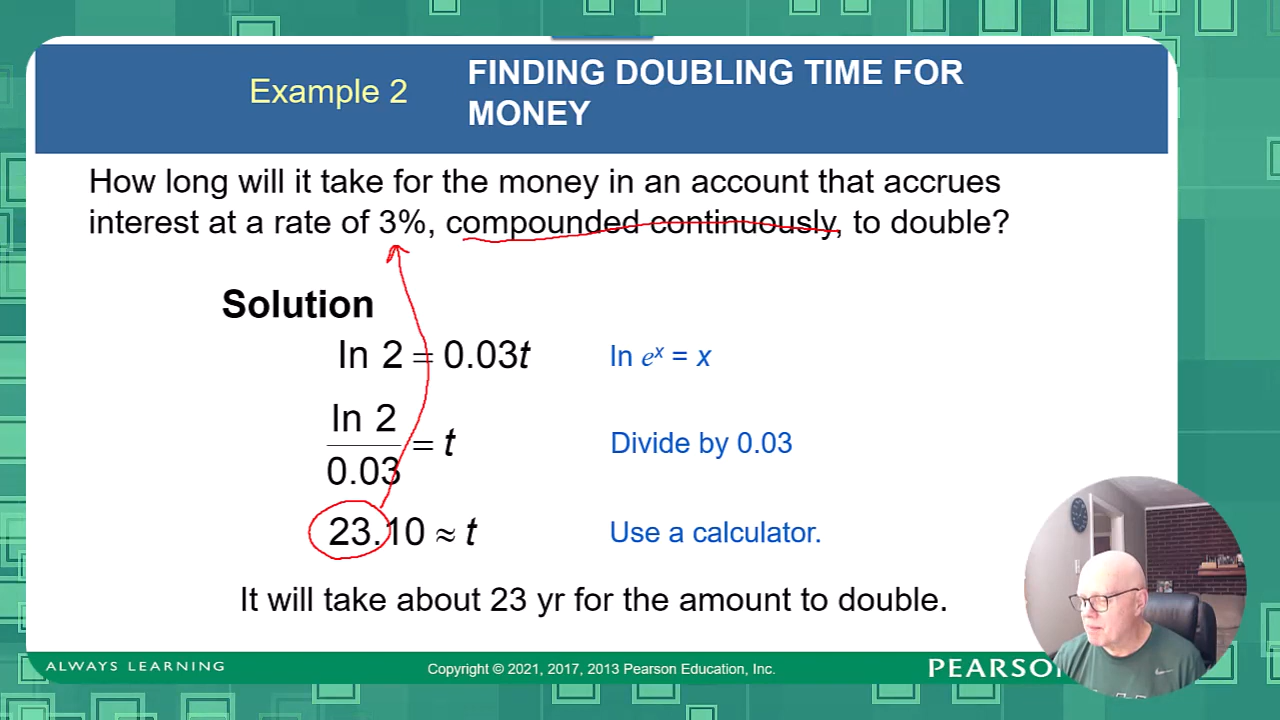 Example 2
FINDING DOUBLING TIME FOR
MONEY
How long will it take for the money in an account that accrues
interest at a rate of 3%, compounded continuously, to double?
Solution
ln 2 = 0.03t
ln eˣ = x
ln 2
0.03
= t
Divide by 0.03
23.10 ≈ t
Use a calculator.
It will take about 23 yr for the amount to double.
ALWAYS LEARNING
Copyright © 2021, 2017, 2013 Pearson Education, Inc.
PEARSO